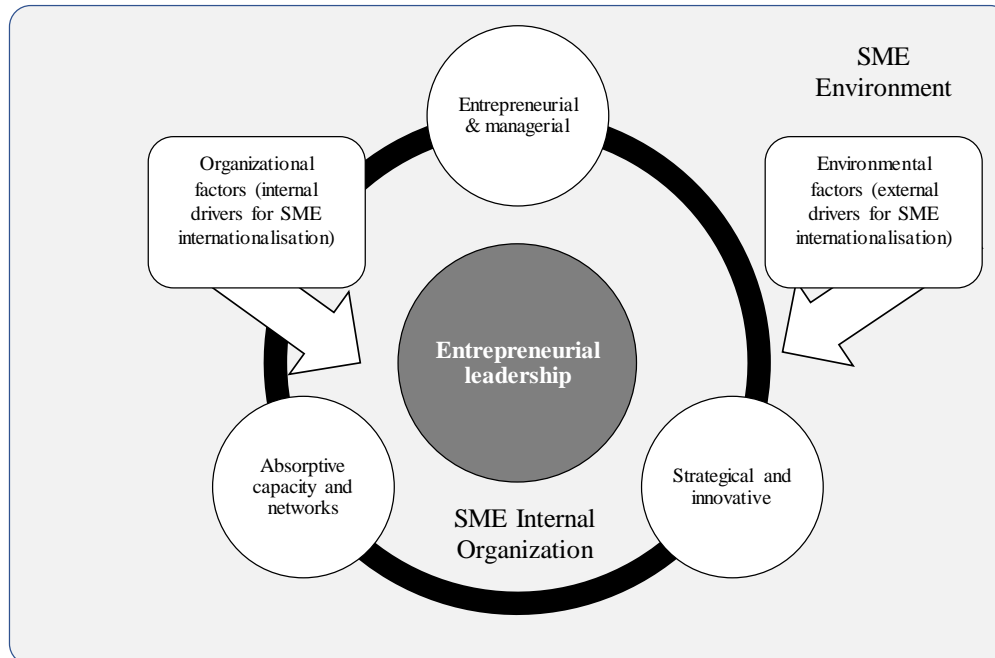 SME
Environment
Entrepreneurial
& managerial
Organizational
factors (internal
drivers for SME
internationalisation)
Environmental
factors (external
drivers for SME
internationalisation)
Entrepreneurial
leadership
Absorptive
capacity and
networks
Strategical and
innovative
SME Internal
Organization